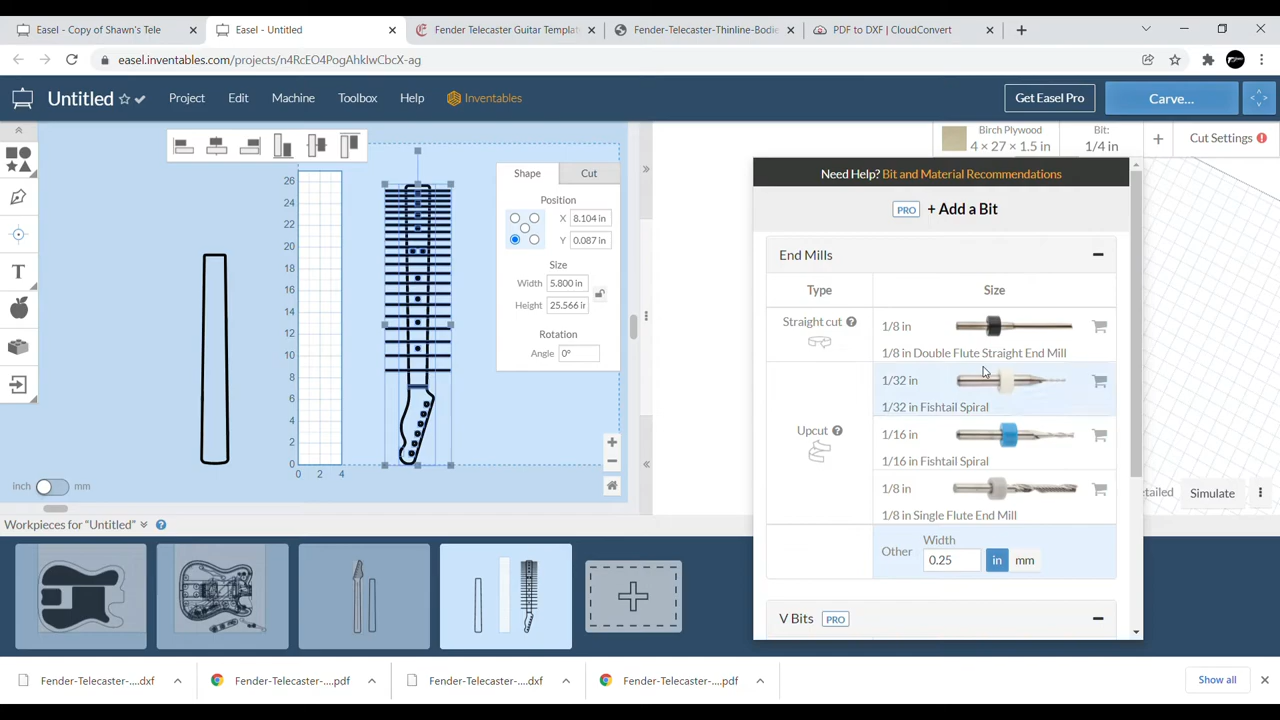 Easel - Copy of Shawn's Tele
Easel - Untitled
Fender Telecaster Guitar Templat
Fender-Telecaster-Thinline-Bodie
PDF to DXF | CloudConvert
easel.inventables.com/projects/n4RcEO4PogAhkIwCbcX-ag
Untitled
Project
Edit
Machine
Toolbox
Help
Inventables
Get Easel Pro
Carve...
Birch Plywood
4 × 27 × 1.5 in
Bit:
1/4 in
Cut Settings
Need Help? Bit and Material Recommendations
PRO + Add a Bit
End Mills
Type
Size
Straight cut
1/8 in
1/8 in Double Flute Straight End Mill
Upcut
1/32 in
1/32 in Fishtail Spiral
1/16 in
1/16 in Fishtail Spiral
1/8 in
1/8 in Single Flute End Mill
Other
Width
0.25
in
mm
V Bits PRO
Shape
Cut
Position
X 8.104 in
Y 0.087 in
Size
Width 5.800 in
Height 25.566 in
Rotation
Angle 0°
26
24
22
20
18
16
14
12
10
8
6
4
2
0
0 2 4
inch
mm
etailed
Simulate
Workpieces for "Untitled"
Fender-Telecaster-....dxf
Fender-Telecaster-....pdf
Fender-Telecaster-....dxf
Fender-Telecaster-....pdf
Show all